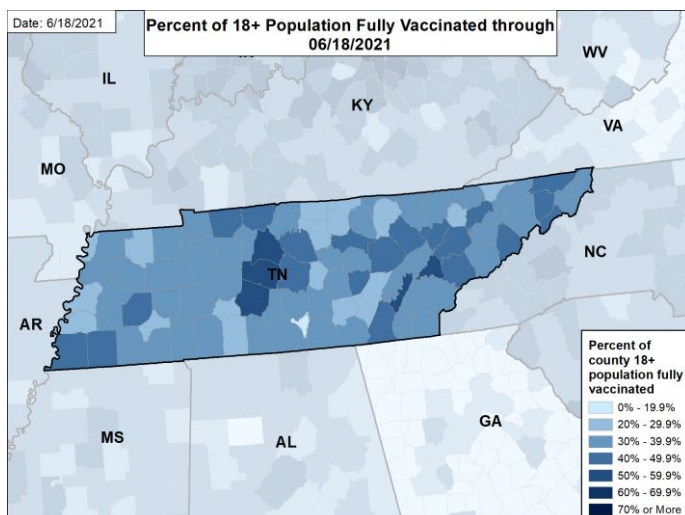 Date: 6/18/2021
Percent of 18+ Population Fully Vaccinated through
06/18/2021
WV
IL
KY
VA
MO
NC
TN
AR
MS
AL
GA
Percent of
county 18+
population fully
vaccinated
0% - 19.9%
20% - 29.9%
30% - 39.9%
40% - 49.9%
50% - 59.9%
60% - 69.9%
70% or More